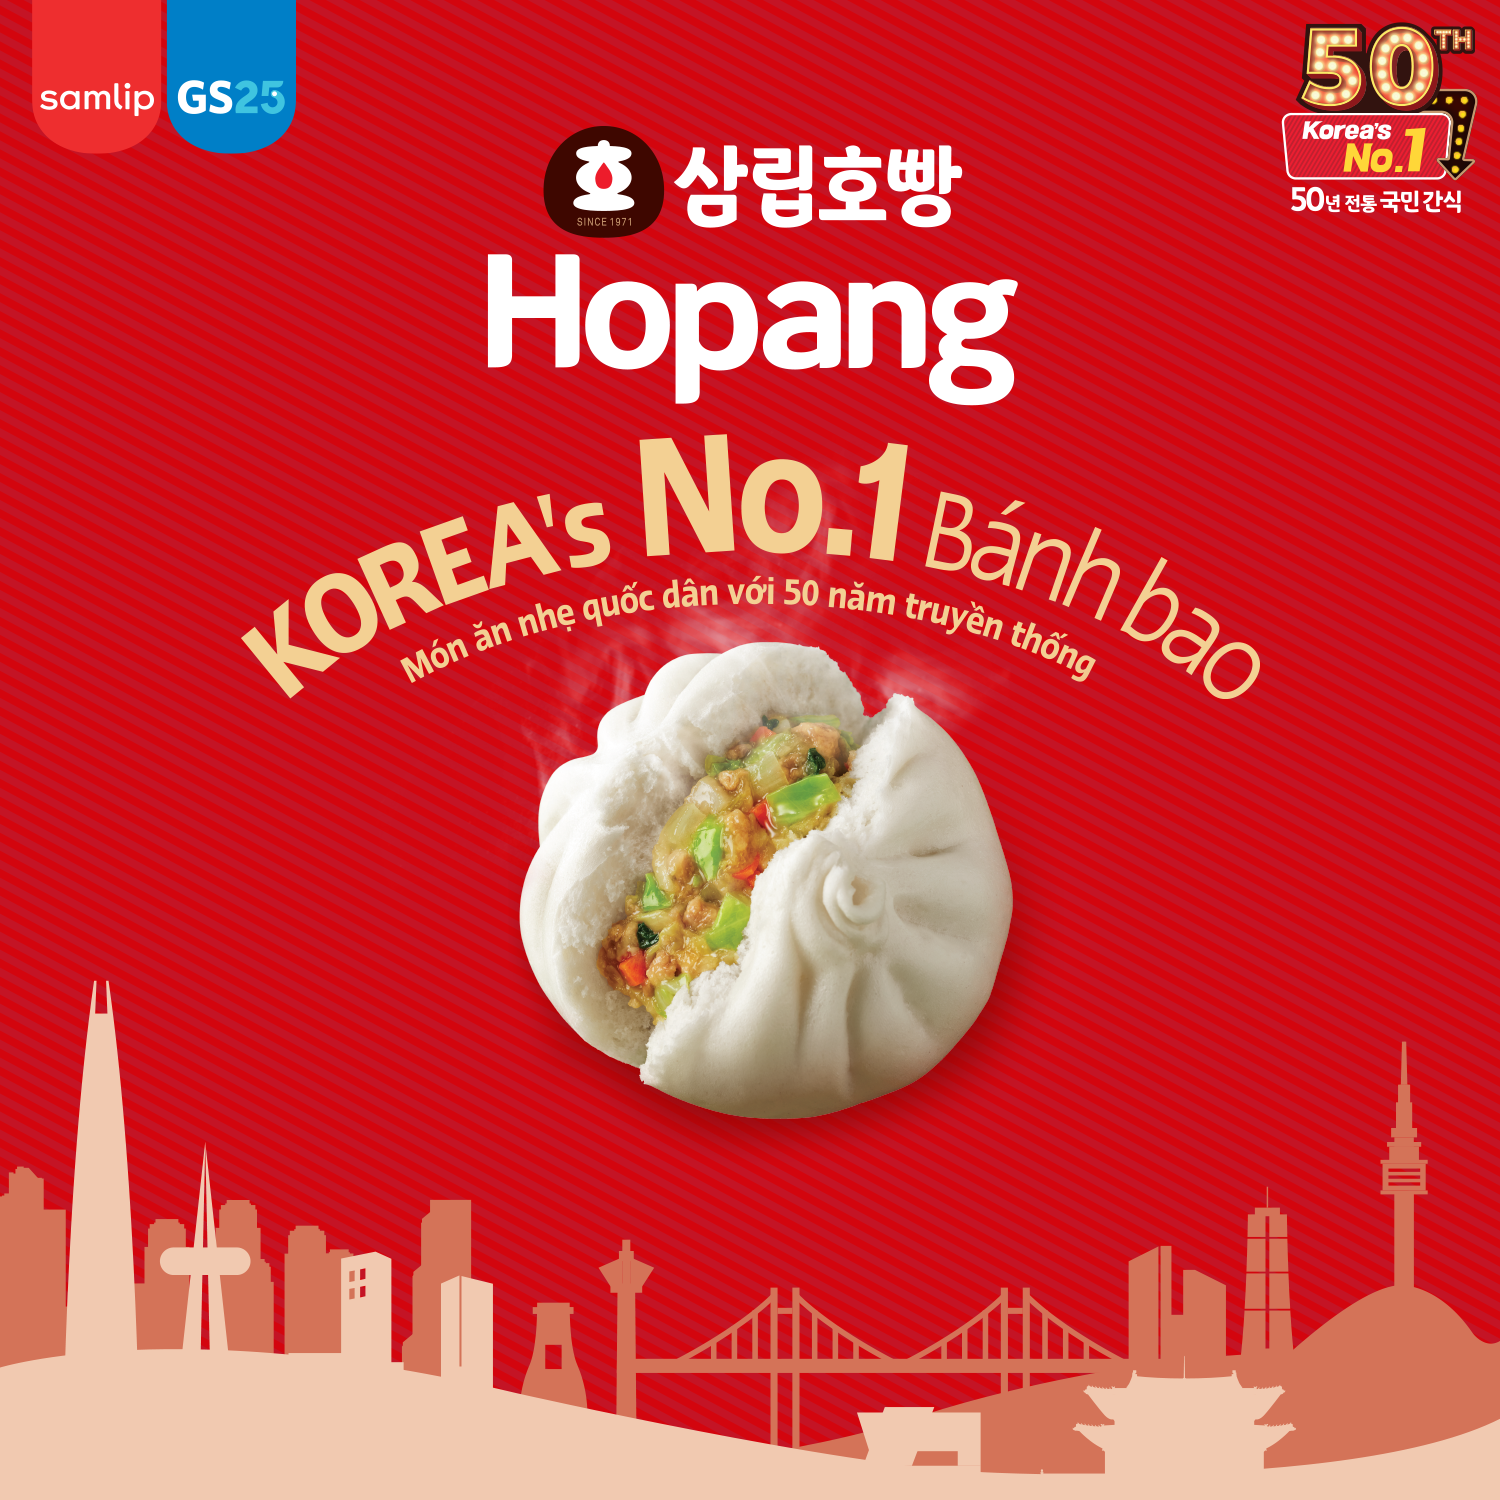 samlip
GS25
50TH
Korea's
No.1
50년 전통 국민 간식
호
SINCE 1971
삼립호빵
Hopang
KOREA's No.1 Bánh bao
Món ăn nhẹ quốc dân với 50 năm truyền thống